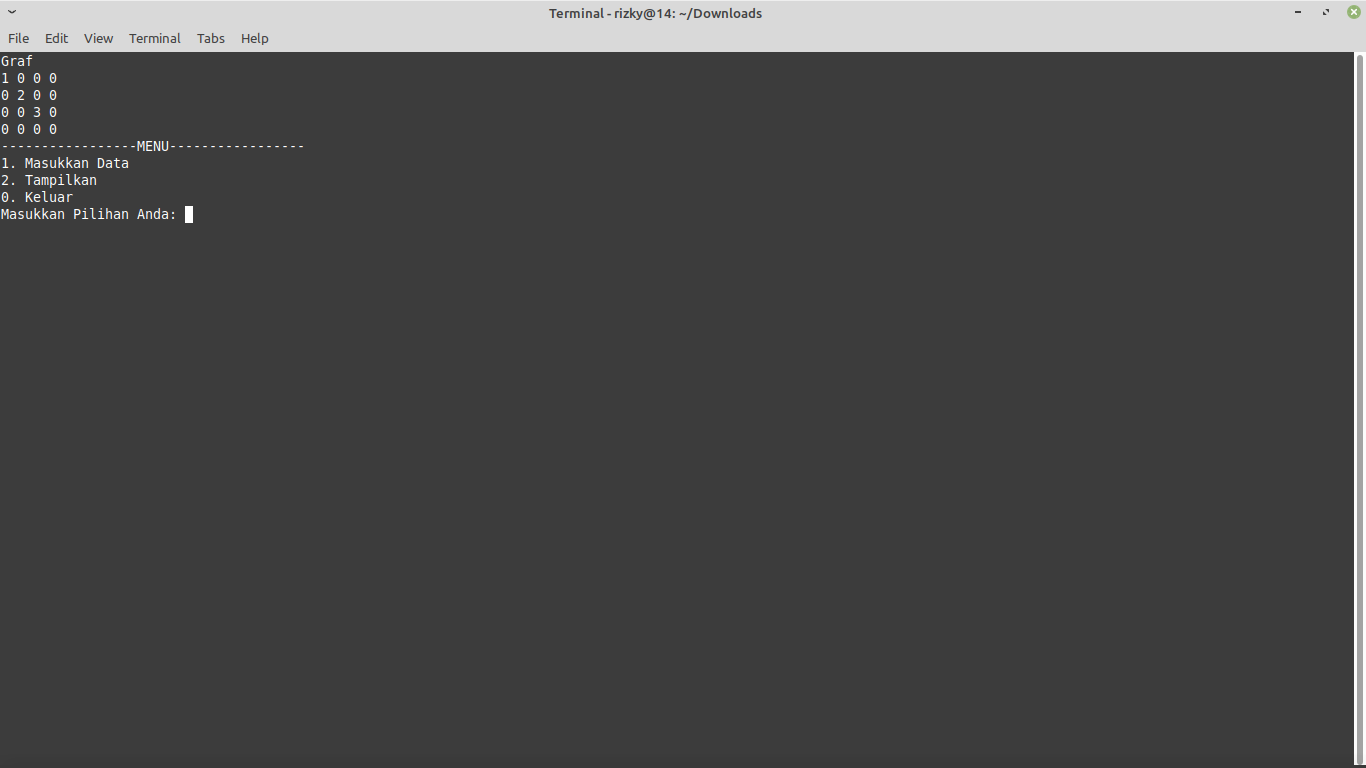 Terminal - rizky@14: ~/Downloads
File Edit View Terminal Tabs Help
Graf
1 0 0 0
0 2 0 0
0 0 3 0
0 0 0 0
-----------------MENU-----------------
1. Masukkan Data
2. Tampilkan
0. Keluar
Masukkan Pilihan Anda: